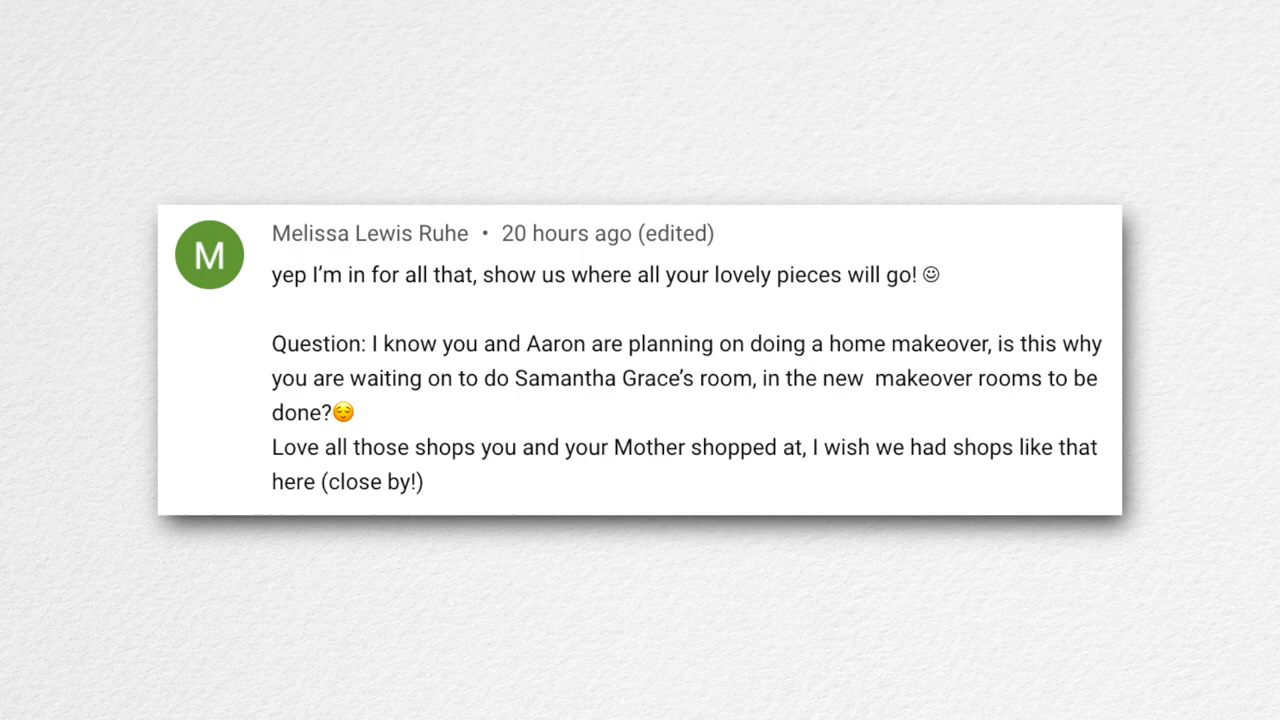 M
Melissa Lewis Ruhe • 20 hours ago (edited)
yep I’m in for all that, show us where all your lovely pieces will go! ☺
Question: I know you and Aaron are planning on doing a home makeover, is this why
you are waiting on to do Samantha Grace’s room, in the new  makeover rooms to be
done?😌
Love all those shops you and your Mother shopped at, I wish we had shops like that
here (close by!)